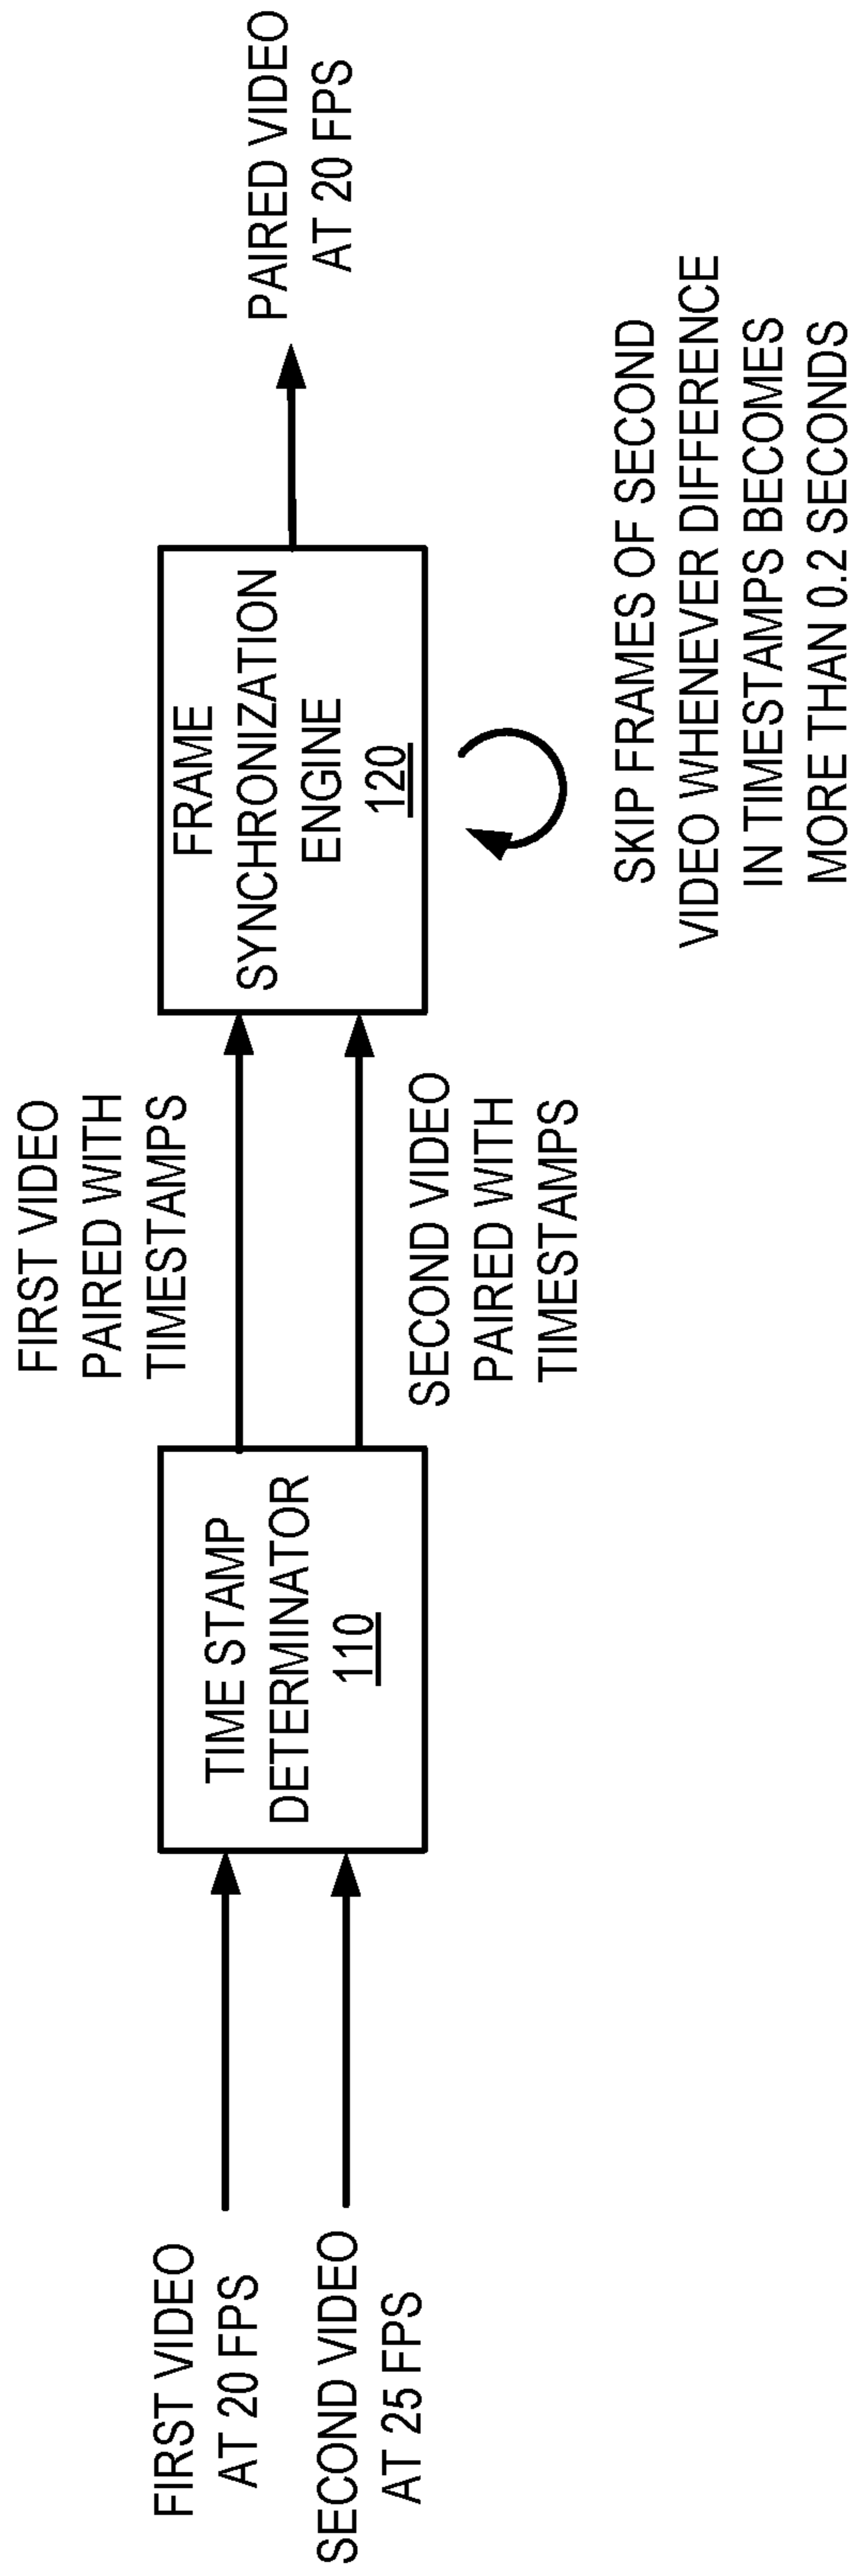 FIRST VIDEO
AT 20 FPS
SECOND VIDEO
AT 25 FPS
TIME STAMP
DETERMINATOR
110
FIRST VIDEO
PAIRED WITH
TIMESTAMPS
SECOND VIDEO
PAIRED WITH
TIMESTAMPS
FRAME
SYNCHRONIZATION
ENGINE
120
SKIP FRAMES OF SECOND
VIDEO WHENEVER DIFFERENCE
IN TIMESTAMPS BECOMES
MORE THAN 0.2 SECONDS
PAIRED VIDEO
AT 20 FPS